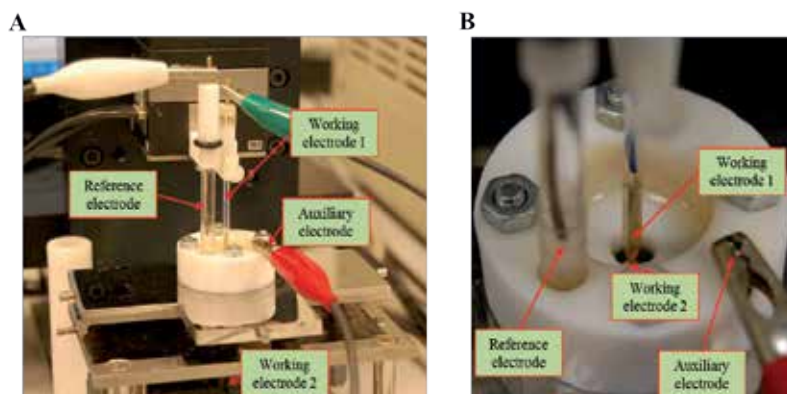 A
Working
electrode 1
Reference
electrode
Auxiliary
electrode
Working
electrode 2
B
Working
electrode 1
Working
electrode 2
Reference
electrode
Auxiliary
electrode